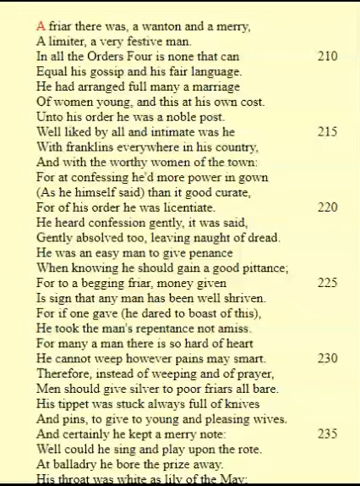 A friar there was, a wanton and a merry,
A limiter, a very festive man.
In all the Orders Four is none that can 210
Equal his gossip and his fair language.
He had arranged full many a marriage
Of women young, and this at his own cost.
Unto his order he was a noble post.
Well liked by all and intimate was he 215
With franklins everywhere in his country,
And with the worthy women of the town:
For at confessing he'd more power in gown
(As he himself said) than it good curate,
For of his order he was licentiate. 220
He heard confession gently, it was said,
Gently absolved too, leaving naught of dread.
He was an easy man to give penance
When knowing he should gain a good pittance;
For to a begging friar, money given 225
Is sign that any man has been well shriven.
For if one gave (he dared to boast of this),
He took the man's repentance not amiss.
For many a man there is so hard of heart
He cannot weep however pains may smart. 230
Therefore, instead of weeping and of prayer,
Men should give silver to poor friars all bare.
His tippet was stuck always full of knives
And pins, to give to young and pleasing wives.
And certainly he kept a merry note: 235
Well could he sing and play upon the rote.
At balladry he bore the prize away.
His throat was white as lily of the May;